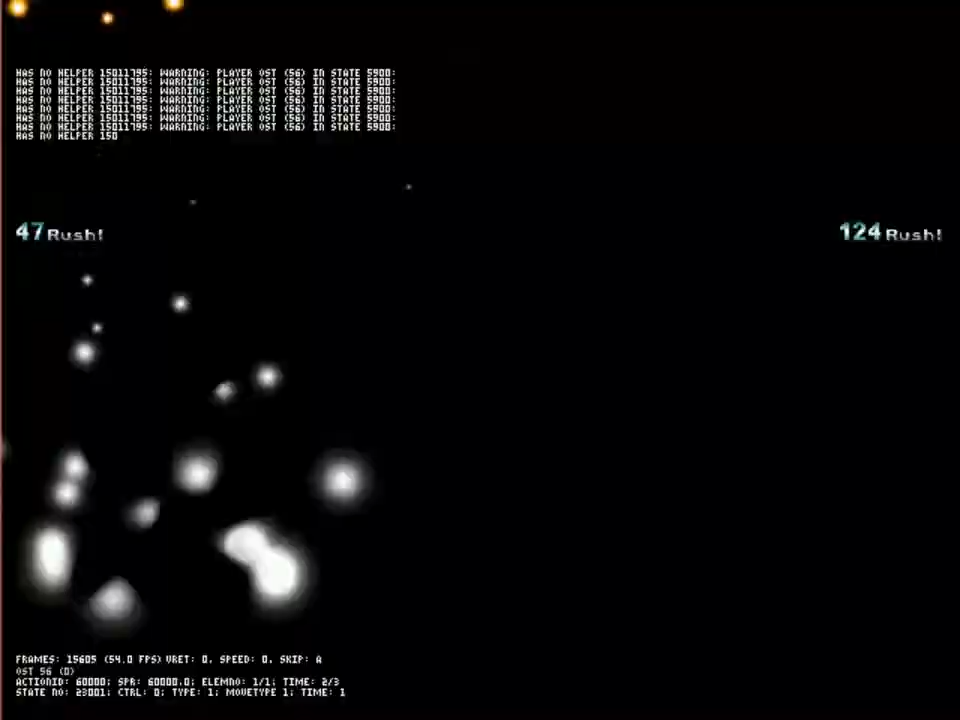 HAS NO HELPER 15011795: WARNING: PLAYER OST (56) IN STATE 5900:
HAS NO HELPER 15011795: WARNING: PLAYER OST (56) IN STATE 5900:
HAS NO HELPER 15011795: WARNING: PLAYER OST (56) IN STATE 5900:
HAS NO HELPER 15011795: WARNING: PLAYER OST (56) IN STATE 5900:
HAS NO HELPER 15011795: WARNING: PLAYER OST (56) IN STATE 5900:
HAS NO HELPER 15011795: WARNING: PLAYER OST (56) IN STATE 5900:
HAS NO HELPER 15011795: WARNING: PLAYER OST (56) IN STATE 5900:
HAS NO HELPER 150
47 Rush!
124 Rush!
FRAMES: 15605 (54.0 FPS) VRET: 0, SPEED: 0, SKIP: A
OST 56 (0)
ACTIONID: 60000; SPR: 60000,0; ELEMNO: 1/1; TIME: 2/3
STATE NO: 23001; CTRL: 0; TYPE: 1; MOVETYPE 1; TIME: 1